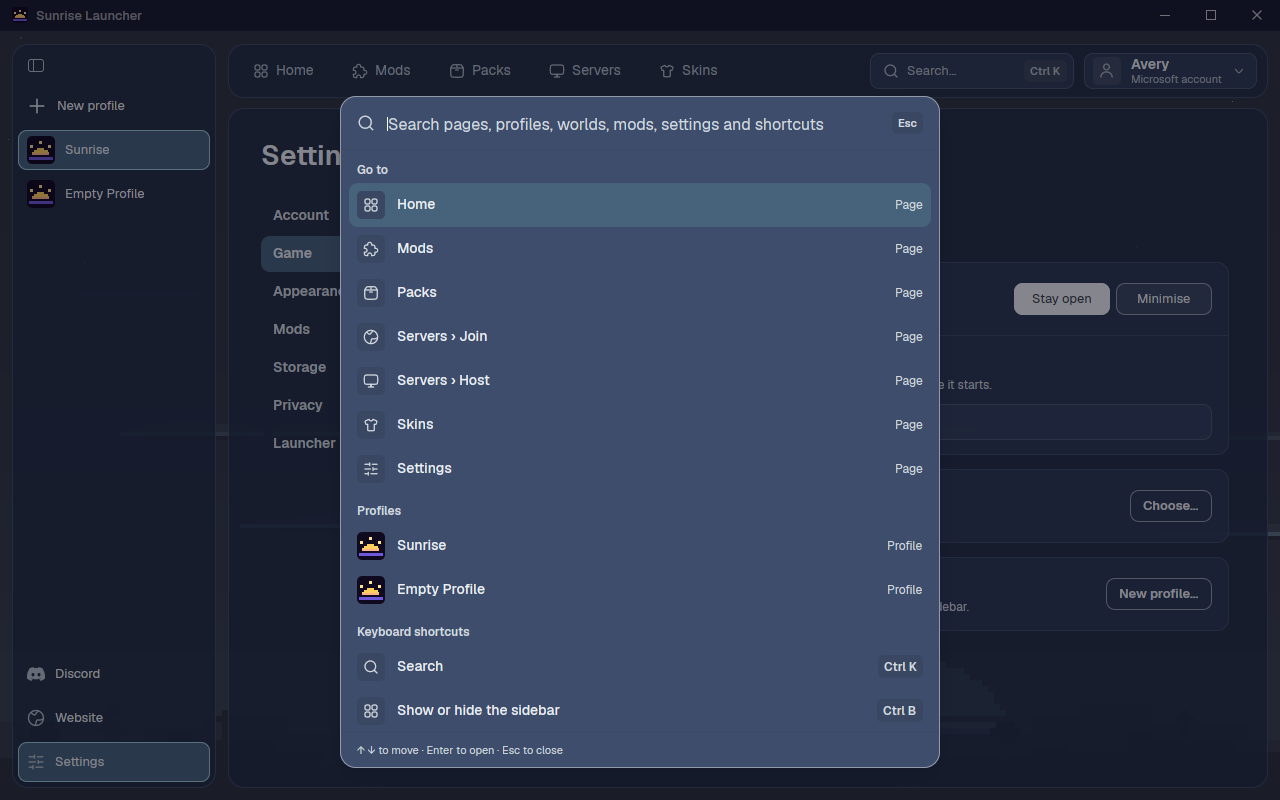 Sunrise Launcher
New profile
Sunrise
Empty Profile
Discord
Website
Settings
Home
Mods
Packs
Servers
Skins
Search...
Ctrl K
Avery
Microsoft account
Settin
Account
Game
Appearan
Mods
Storage
Privacy
Launcher
Stay open
Minimise
e it starts.
Choose...
New profile...
debar.
Search pages, profiles, worlds, mods, settings and shortcuts
Esc
Go to
Home Page
Mods Page
Packs Page
Servers › Join Page
Servers › Host Page
Skins Page
Settings Page
Profiles
Sunrise Profile
Empty Profile Profile
Keyboard shortcuts
Search Ctrl K
Show or hide the sidebar Ctrl B
↑↓ to move · Enter to open · Esc to close